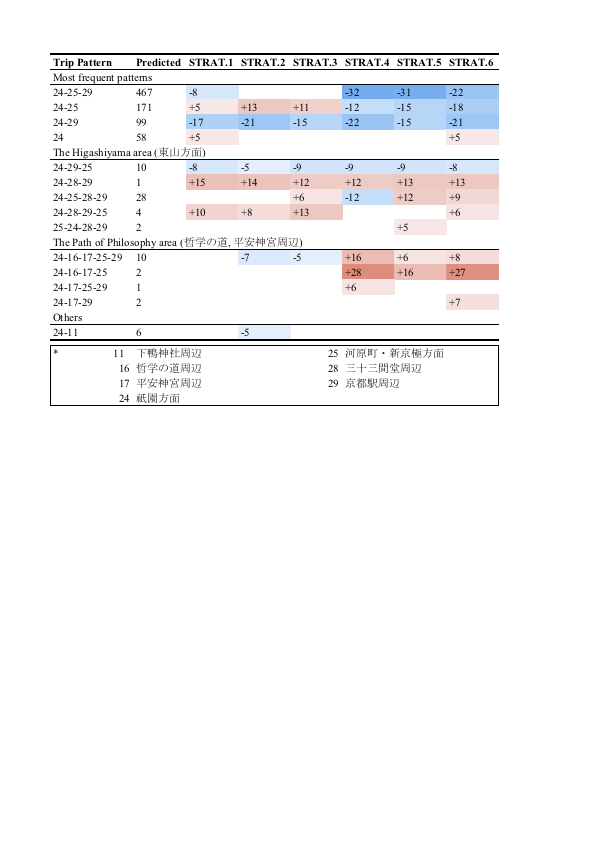 Trip Pattern Predicted STRAT.1 STRAT.2 STRAT.3 STRAT.4 STRAT.5 STRAT.6
Most frequent patterns
24-25-29 467 -8 -32 -31 -22
24-25 171 +5 +13 +11 -12 -15 -18
24-29 99 -17 -21 -15 -22 -15 -21
24 58 +5 +5
The Higashiyama area (東山方面)
24-29-25 10 -8 -5 -9 -9 -9 -8
24-28-29 1 +15 +14 +12 +12 +13 +13
24-25-28-29 28 +6 -12 +12 +9
24-28-29-25 4 +10 +8 +13 +6
25-24-28-29 2 +5
The Path of Philosophy area (哲学の道, 平安神宮周辺)
24-16-17-25-29 10 -7 -5 +16 +6 +8
24-16-17-25 2 +28 +16 +27
24-17-25-29 1 +6
24-17-29 2 +7
Others
24-11 6 -5
* 11 下鴨神社周辺 25 河原町・新京極方面
16 哲学の道周辺 28 三十三間堂周辺
17 平安神宮周辺 29 京都駅周辺
24 祇園方面